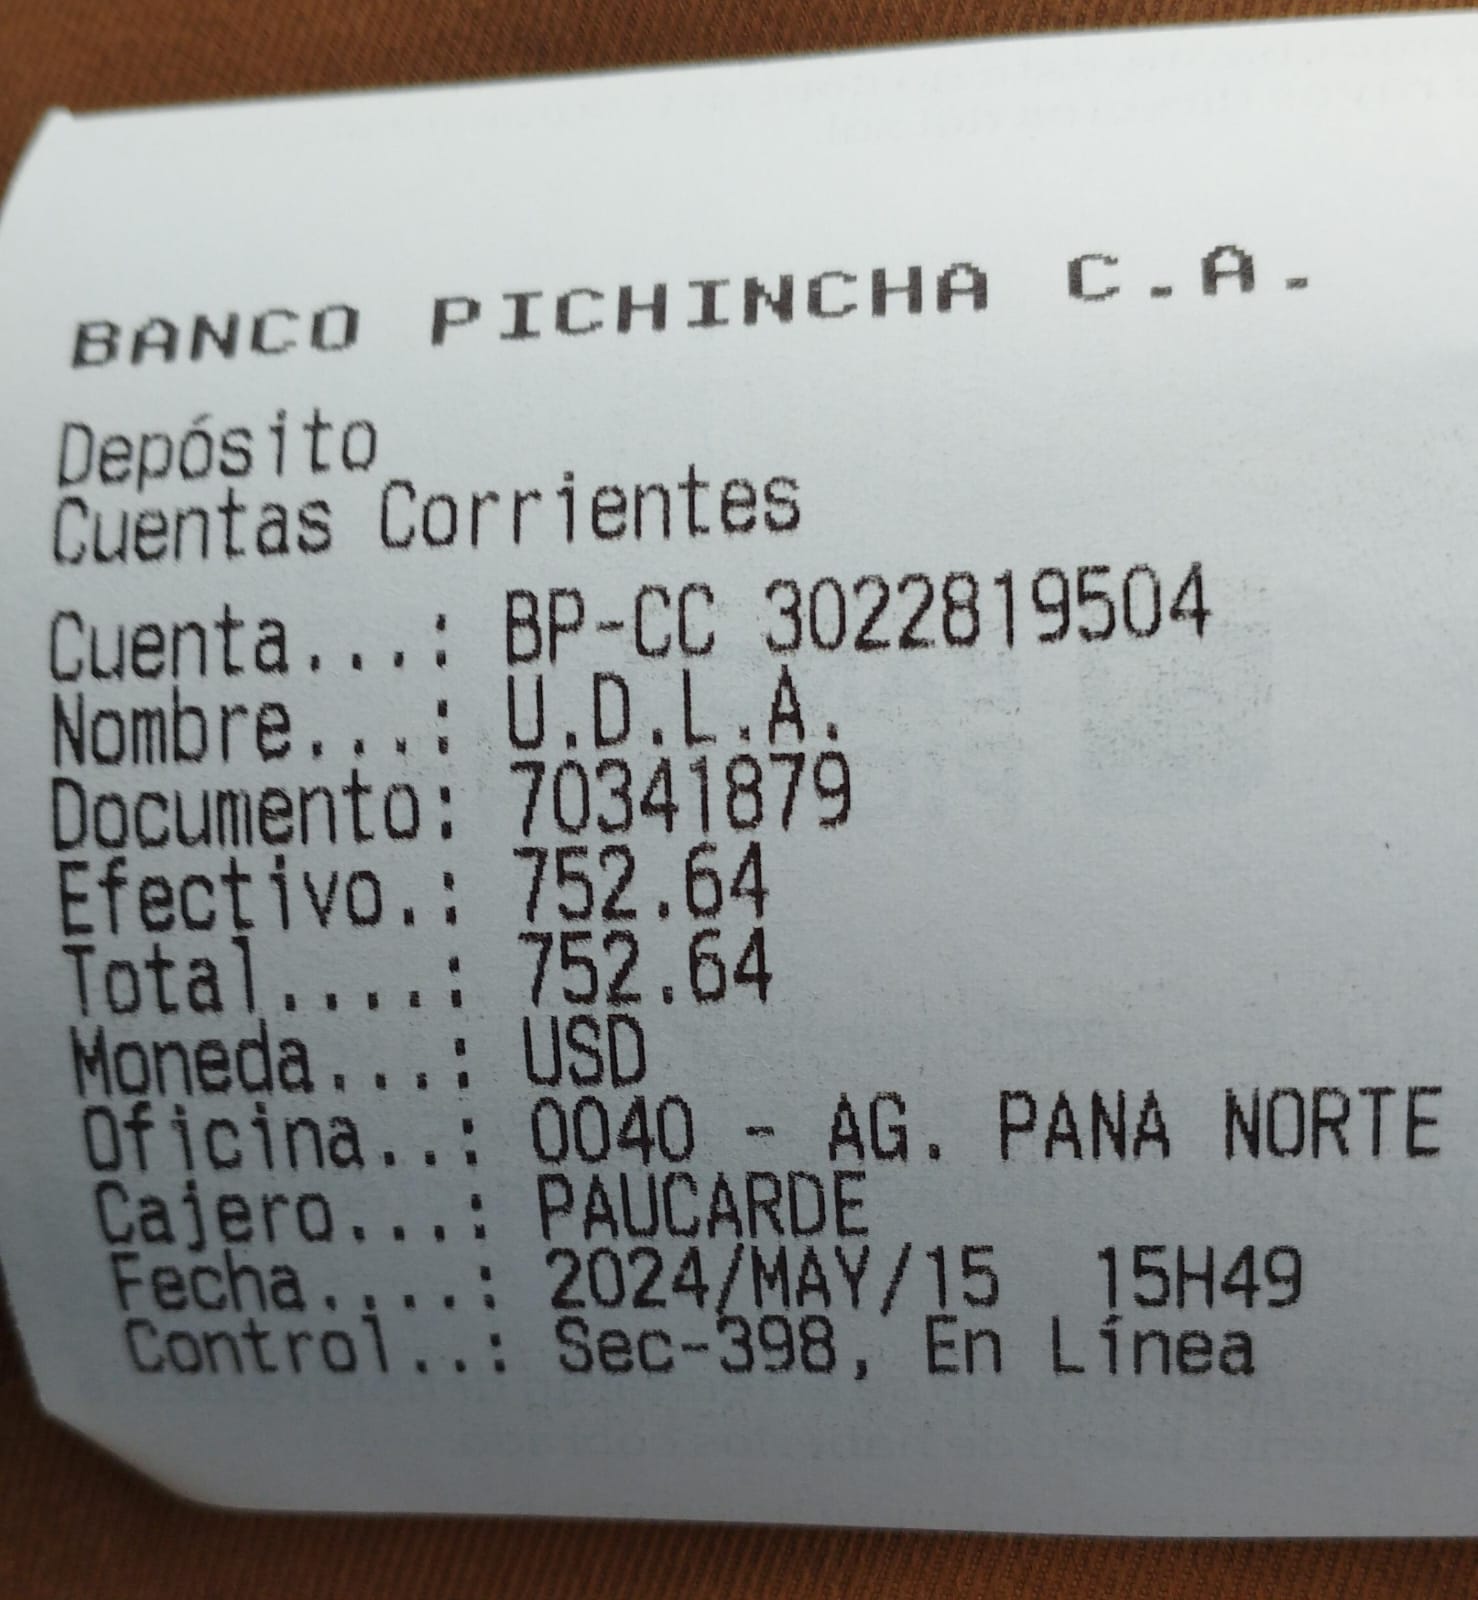 BANCO PICHINCHA C.A.
Depósito
Cuentas Corrientes
Cuenta...: BP-CC 3022819504
Nombre...: U.D.L.A.
Documento: 70341879
Efectivo.: 752.64
Total....: 752.64
Moneda...: USD
Oficina..: 0040 - AG. PANA NORTE
Cajero...: PAUCARDE
Fecha....: 2024/MAY/15 15H49
Control..: Sec-398, En Línea